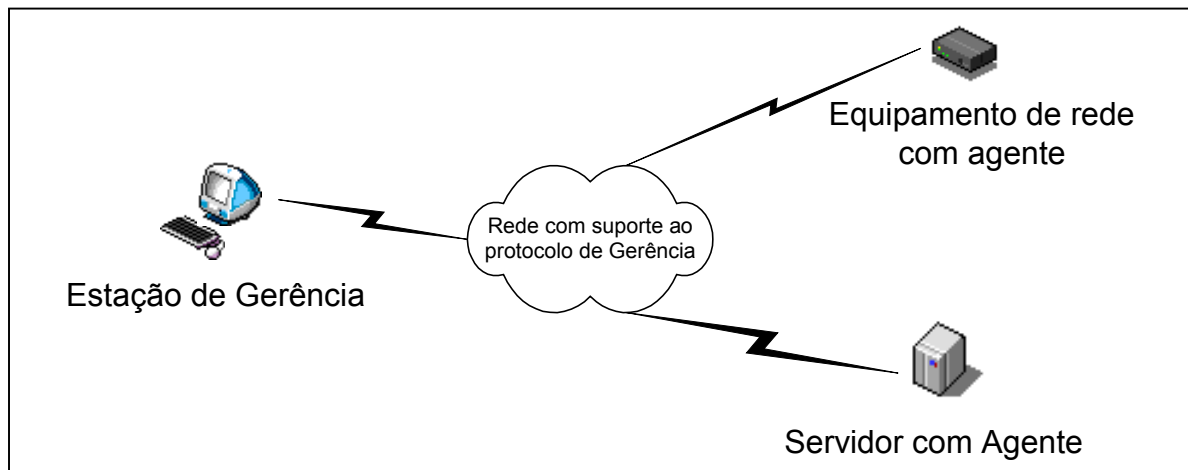 Equipamento de rede
com agente
Rede com suporte ao
protocolo de Gerência
Estação de Gerência
Servidor com Agente